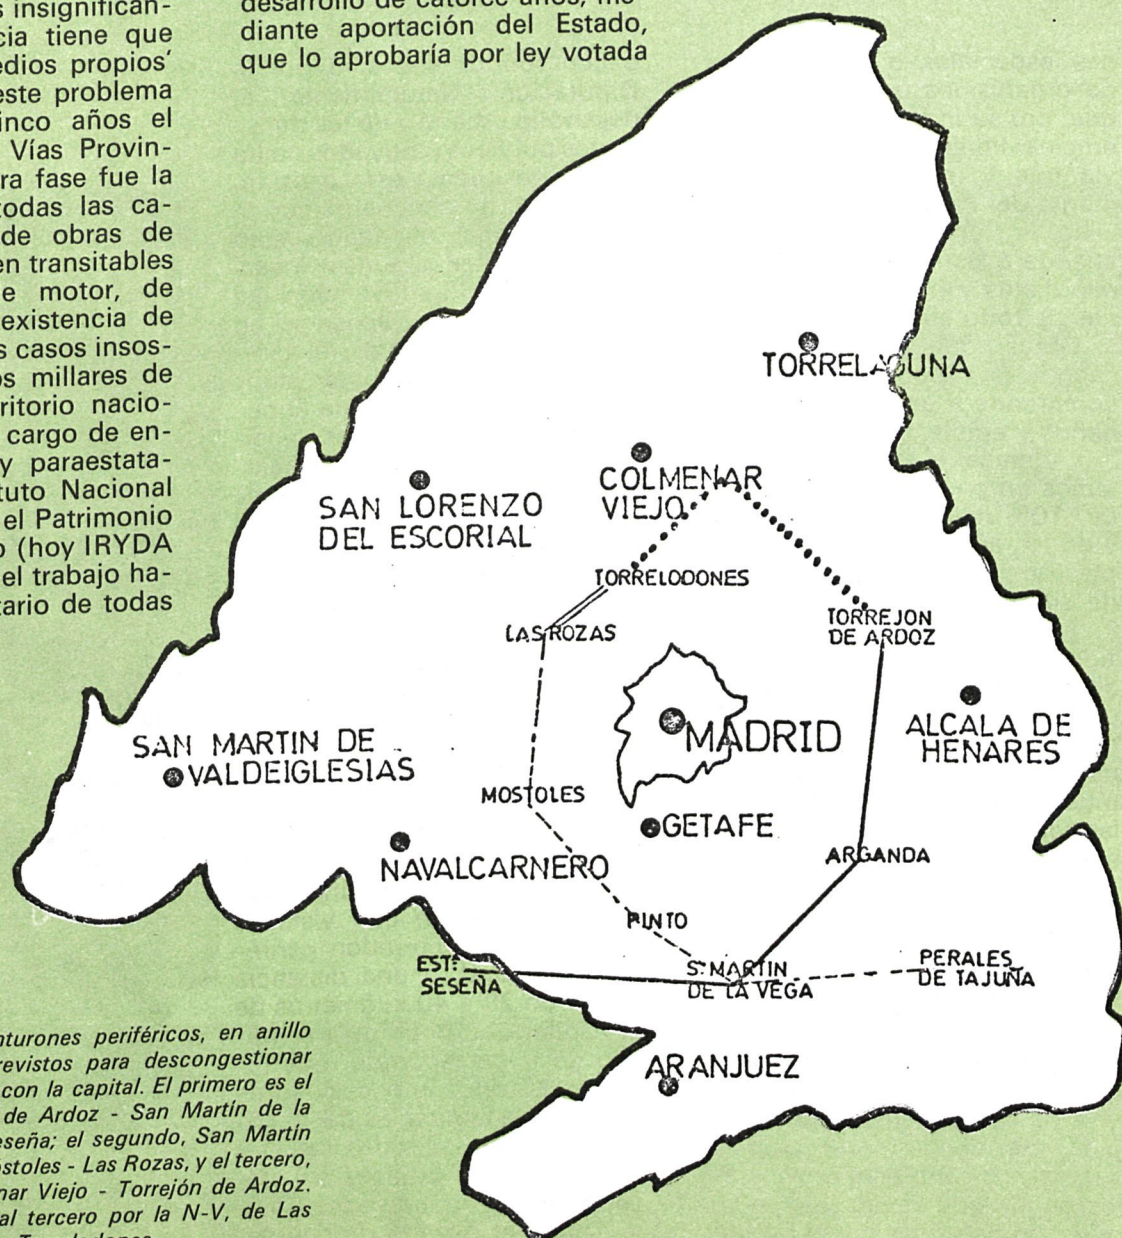 s insignifican-
cia tiene que
edios propios
este problema
inco años el
Vías Provin-
ra fase fue la
todas las ca-
de obras de
en transitables
e motor, de
existencia de
s casos insos-
os millares de
ritorio nacio-
cargo de en-
y paraestata-
tuto Nacional
el Patrimonio
o (hoy IRYDA
el trabajo ha-
tario de todas
desarrollo de catorce años, me-
diante aportación del Estado,
que lo aprobaría por ley votada
TORRELAGUNA
COLMENAR
VIEJO
SAN LORENZO
DEL ESCORIAL
TORRELODONES
LAS ROZAS
TORREJON
DE ARDOZ
MADRID
ALCALA DE
HENARES
SAN MARTIN DE
VALDEIGLESIAS
MOSTOLES
GETAFE
NAVALCARNERO
ARGANDA
PINTO
EST.
SESEÑA
S. MARTIN
DE LA VEGA
PERALES
DE TAJUÑA
ARANJUEZ
nturones periféricos, en anillo
revistos para descongestionar
con la capital. El primero es el
de Ardoz - San Martín de la
eseña; el segundo, San Martín
ostoles - Las Rozas, y el tercero,
nar Viejo - Torrejón de Ardoz.
al tercero por la N-V, de Las